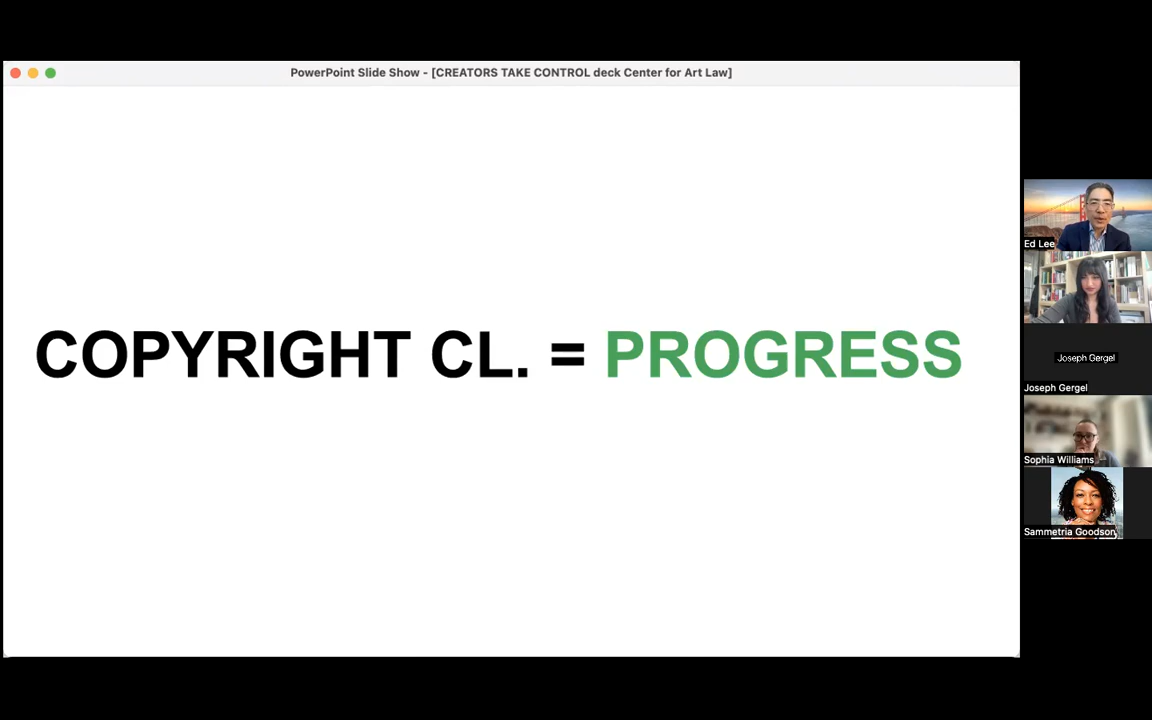 PowerPoint Slide Show - [CREATORS TAKE CONTROL deck Center for Art Law]
COPYRIGHT CL. = PROGRESS
Ed Lee
Joseph Gergel
Joseph Gergel
Sophia Williams
Sammetria Goodson